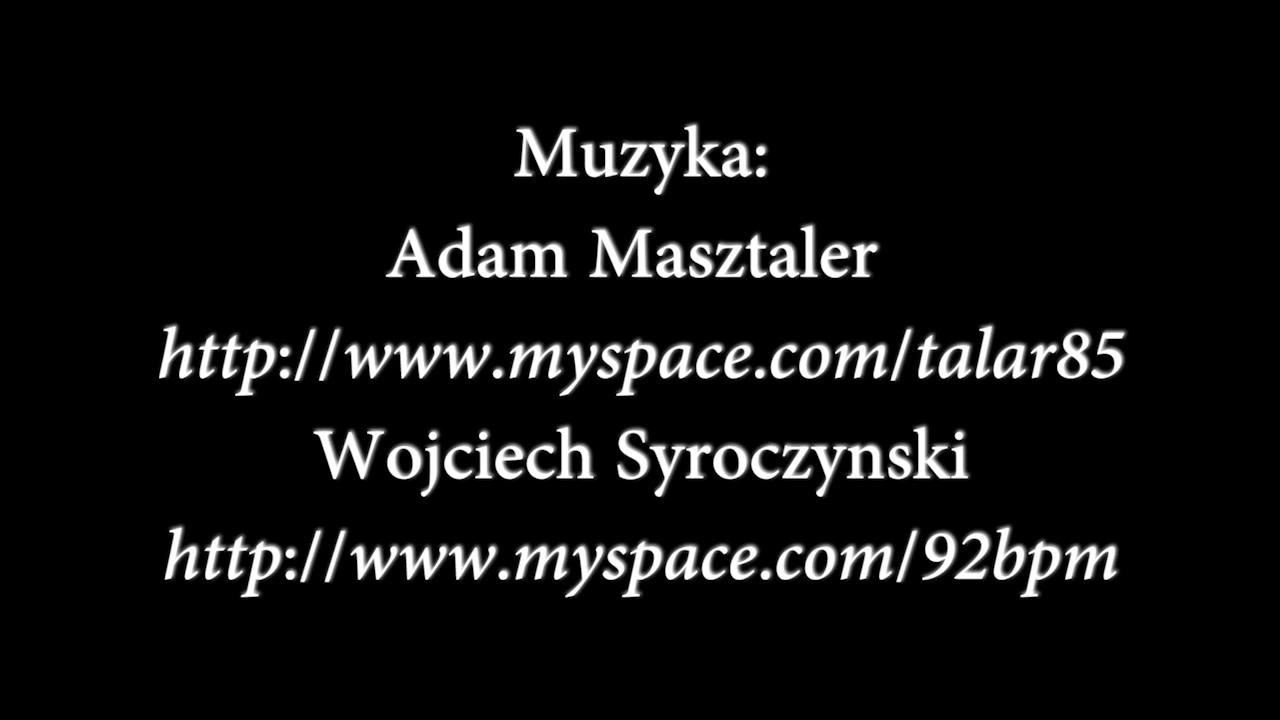 Muzyka:
Adam Masztaler
http://www.myspace.com/talar85
Wojciech Syroczynski
http://www.myspace.com/92bpm